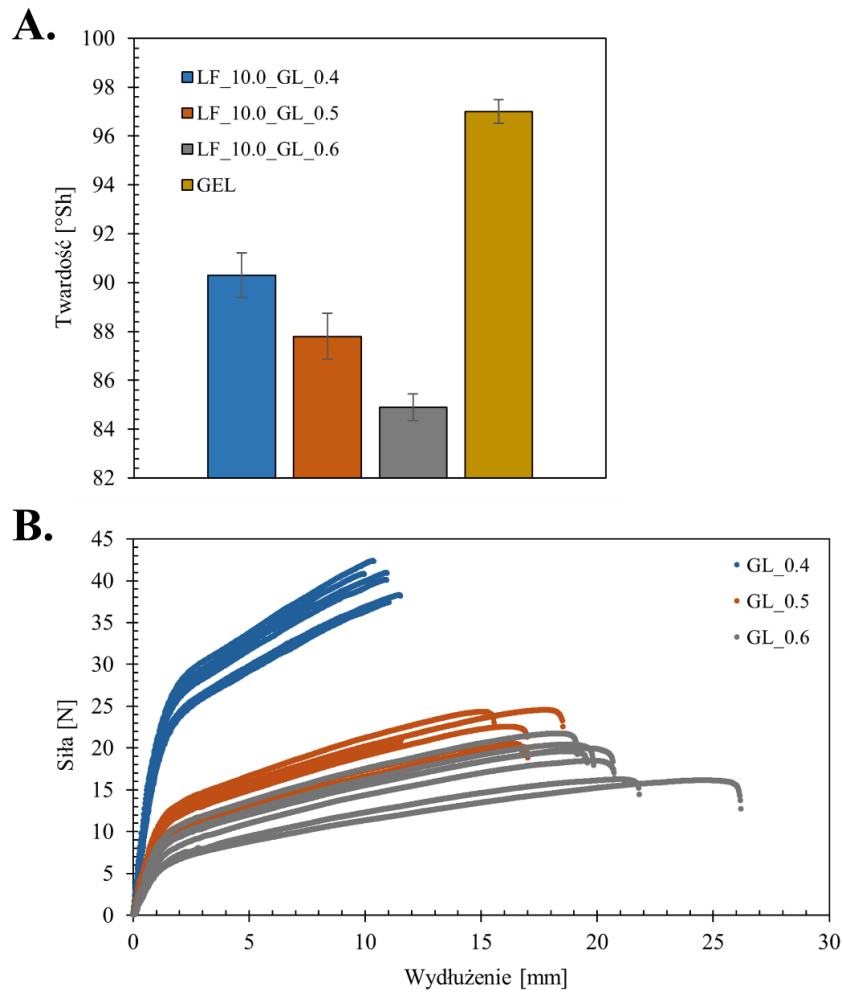 A.
100
98
96
94
92
90
88
86
84
82
Twardość [°Sh]
LF_10.0_GL_0.4
LF_10.0_GL_0.5
LF_10.0_GL_0.6
GEL
B.
45
40
35
30
25
20
15
10
5
0
Siła [N]
GL_0.4
GL_0.5
GL_0.6
0 5 10 15 20 25 30
Wydłużenie [mm]